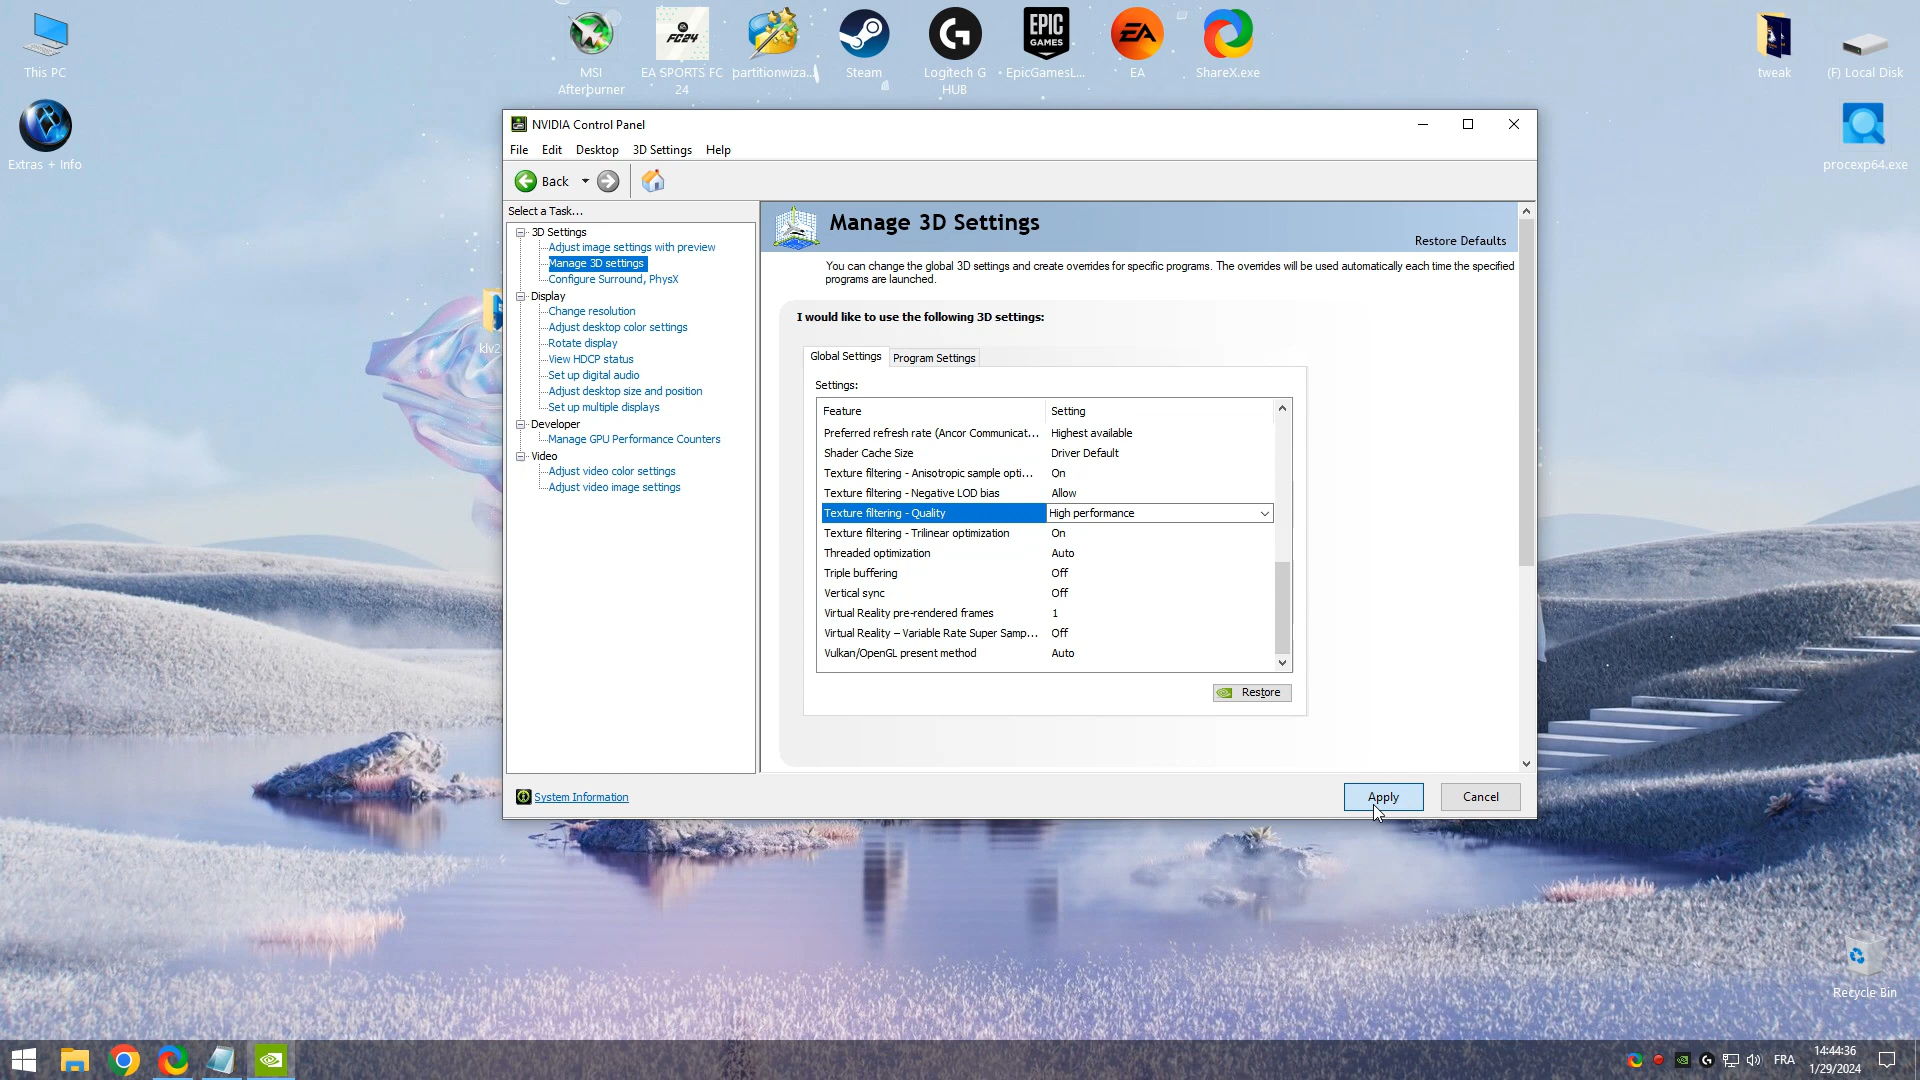 This PC
Extras + Info
MSI
Afterburner
EA SPORTS FC
24
FC24
partitionwiza...
Steam
Logitech G
HUB
EPIC
GAMES
EpicGamesL...
EA
EA
ShareX.exe
tweak
(F) Local Disk
procexp64.exe
Recycle Bin
NVIDIA Control Panel
File Edit Desktop 3D Settings Help
Back
Select a Task...
3D Settings
Adjust image settings with preview
Manage 3D settings
Configure Surround, PhysX
Display
Change resolution
Adjust desktop color settings
Rotate display
View HDCP status
Set up digital audio
Adjust desktop size and position
Set up multiple displays
Developer
Manage GPU Performance Counters
Video
Adjust video color settings
Adjust video image settings
System Information
Manage 3D Settings
Restore Defaults
You can change the global 3D settings and create overrides for specific programs. The overrides will be used automatically each time the specified
programs are launched.
I would like to use the following 3D settings:
Global Settings Program Settings
Settings:
Feature Setting
Preferred refresh rate (Ancor Communicat... Highest available
Shader Cache Size Driver Default
Texture filtering - Anisotropic sample opti... On
Texture filtering - Negative LOD bias Allow
Texture filtering - Quality High performance
Texture filtering - Trilinear optimization On
Threaded optimization Auto
Triple buffering Off
Vertical sync Off
Virtual Reality pre-rendered frames 1
Virtual Reality – Variable Rate Super Samp... Off
Vulkan/OpenGL present method Auto
Restore
Apply Cancel
FRA
14:44:36
1/29/2024